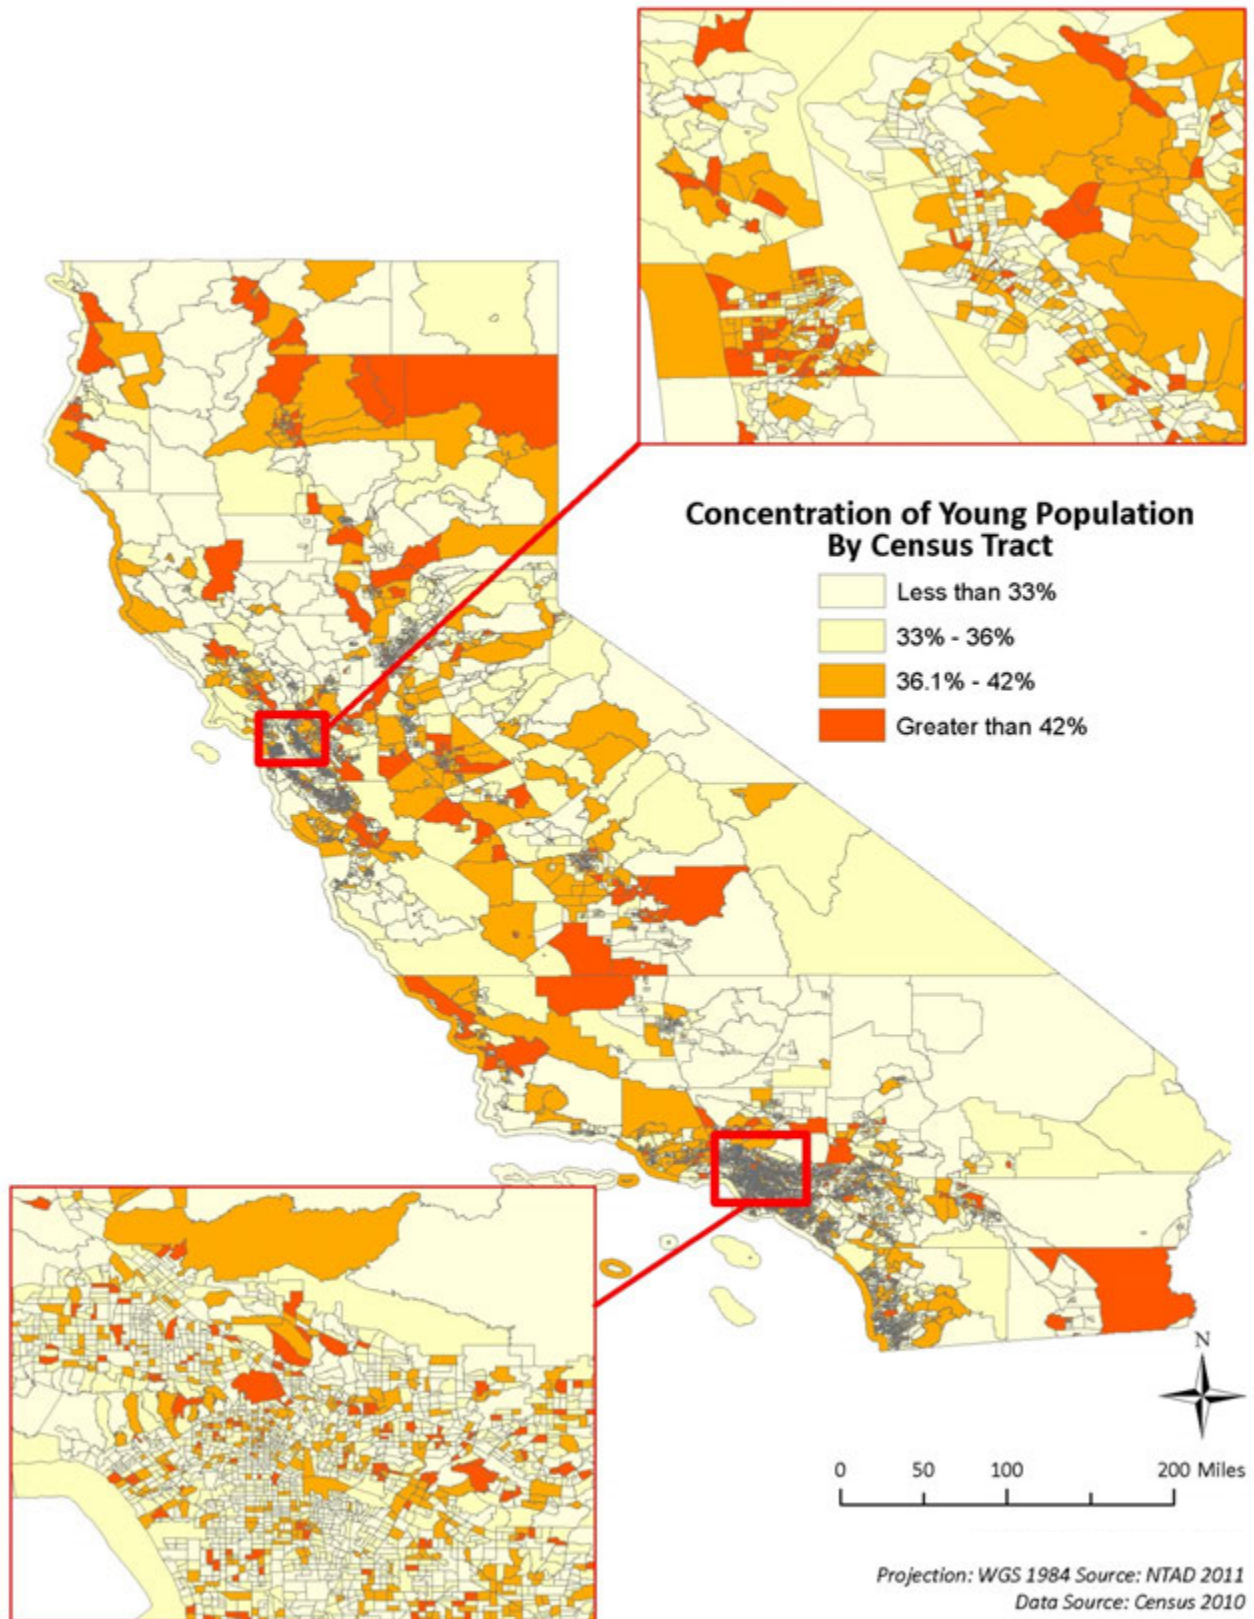 Concentration of Young Population
By Census Tract
Less than 33%
33% - 36%
36.1% - 42%
Greater than 42%
N
0 50 100 200 Miles
Projection: WGS 1984 Source: NTAD 2011
Data Source: Census 2010